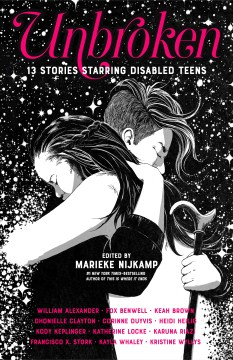 Unbroken
13 STORIES STARRING DISABLED TEENS
EDITED BY
MARIEKE NIJKAMP
#1 NEW YORK TIMES-BESTSELLING
AUTHOR OF THIS IS WHERE IT ENDS
WILLIAM ALEXANDER • FOX BENWELL • KEAH BROWN
DHONIELLE CLAYTON • CORINNE DUYVIS • HEIDI HEILIG
KODY KEPLINGER • KATHERINE LOCKE • KARUNA RIAZI
FRANCISCO X. STORK • KAYLA WHALEY • KRISTINE WYLLYS